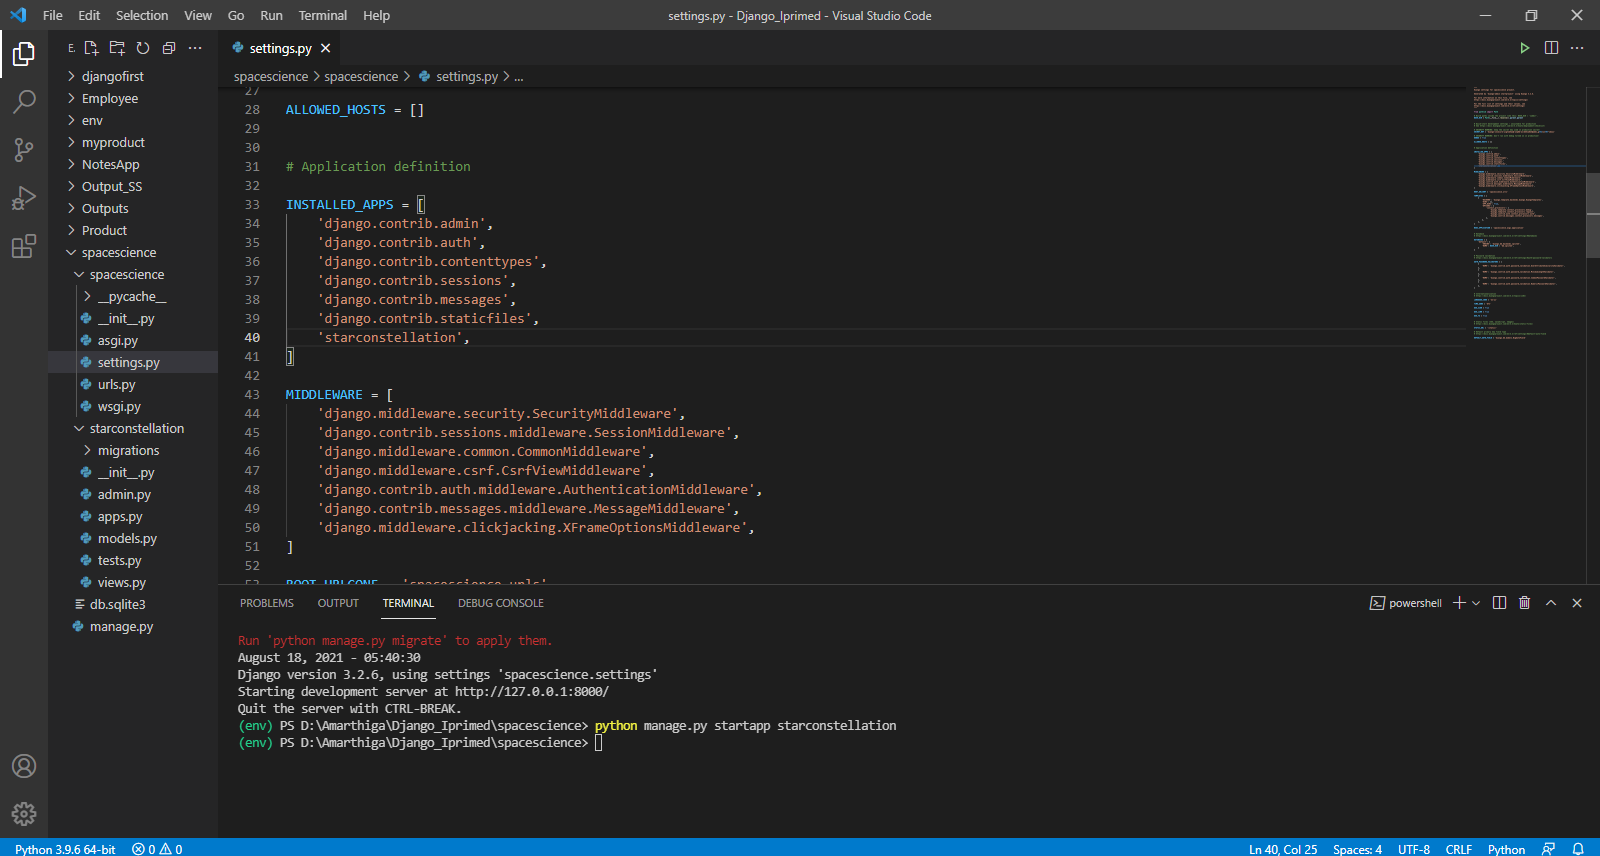 File Edit Selection View Go Run Terminal Help
settings.py - Django_Iprimed - Visual Studio Code
E.
djangofirst
Employee
env
myproduct
NotesApp
Output_SS
Outputs
Product
spacescience
spacescience
__pycache__
__init__.py
asgi.py
settings.py
urls.py
wsgi.py
starconstellation
migrations
__init__.py
admin.py
apps.py
models.py
tests.py
views.py
db.sqlite3
manage.py
settings.py
spacescience > spacescience > settings.py > ...
27
28 ALLOWED_HOSTS = []
29
30
31 # Application definition
32
33 INSTALLED_APPS = [
34 'django.contrib.admin',
35 'django.contrib.auth',
36 'django.contrib.contenttypes',
37 'django.contrib.sessions',
38 'django.contrib.messages',
39 'django.contrib.staticfiles',
40 'starconstellation',
41 ]
42
43 MIDDLEWARE = [
44 'django.middleware.security.SecurityMiddleware',
45 'django.contrib.sessions.middleware.SessionMiddleware',
46 'django.middleware.common.CommonMiddleware',
47 'django.middleware.csrf.CsrfViewMiddleware',
48 'django.contrib.auth.middleware.AuthenticationMiddleware',
49 'django.contrib.messages.middleware.MessageMiddleware',
50 'django.middleware.clickjacking.XFrameOptionsMiddleware',
51 ]
52
53 ROOT_URLCONF = 'spacescience.urls'
PROBLEMS OUTPUT TERMINAL DEBUG CONSOLE
powershell
Run 'python manage.py migrate' to apply them.
August 18, 2021 - 05:40:30
Django version 3.2.6, using settings 'spacescience.settings'
Starting development server at http://127.0.0.1:8000/
Quit the server with CTRL-BREAK.
(env) PS D:\Amarthiga\Django_Iprimed\spacescience> python manage.py startapp starconstellation
(env) PS D:\Amarthiga\Django_Iprimed\spacescience>
Python 3.9.6 64-bit 0 0
Ln 40, Col 25 Spaces: 4 UTF-8 CRLF Python